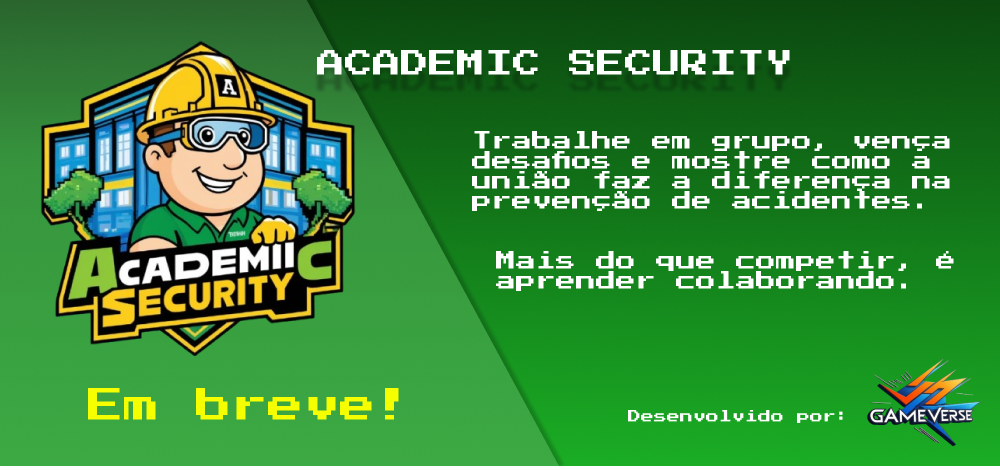 ACADEMIC SECURITY
A
ACADEMIIC
SECURITY
Trabalhe em grupo, vença
desafios e mostre como a
união faz a diferença na
prevenção de acidentes.
Mais do que competir, é
aprender colaborando.
Em breve!
Desenvolvido por:
GAMEVERSE